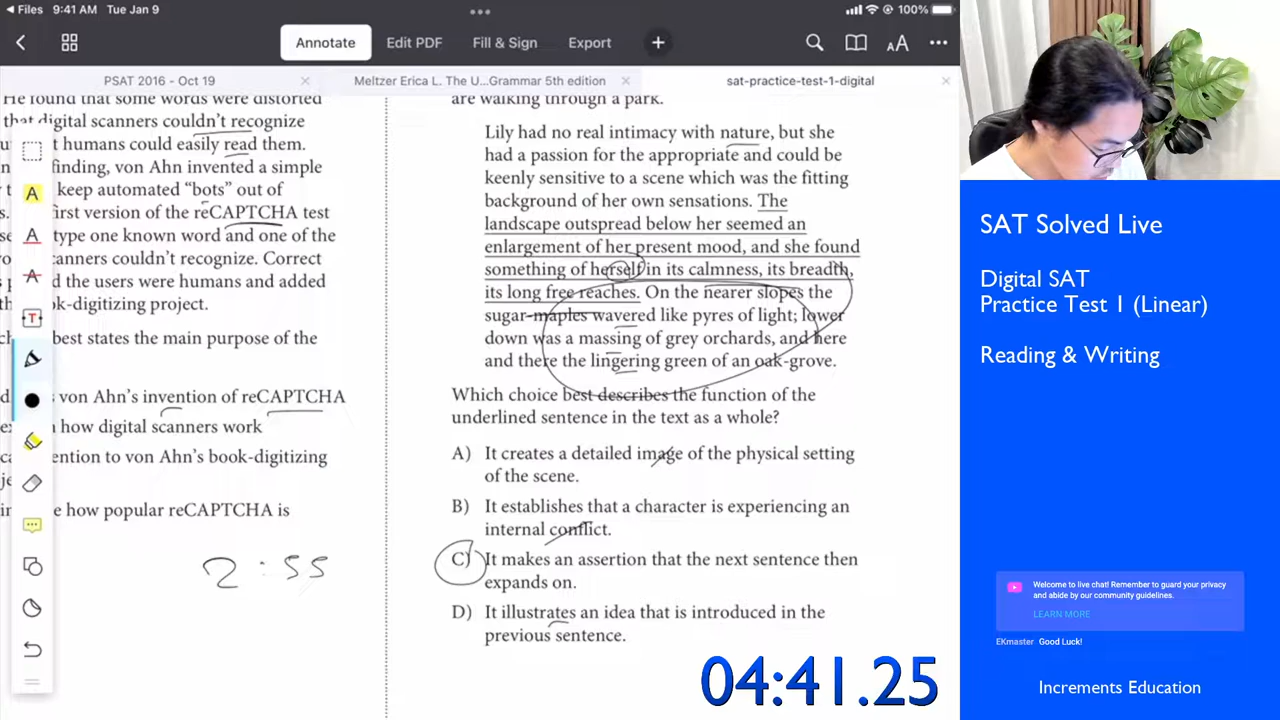 Files 9:41 AM Tue Jan 9
100%
Annotate Edit PDF Fill & Sign Export
AA
PSAT 2016 - Oct 19
Meltzer Erica L. The U...Grammar 5th edition
sat-practice-test-1-digital
He found that some words were distorted
that digital scanners couldn't recognize
t humans could easily read them.
finding, von Ahn invented a simple
keep automated "bots" out of
first version of the reCAPTCHA test
type one known word and one of the
canners couldn't recognize. Correct
d the users were humans and added
k-digitizing project.
best states the main purpose of the
von Ahn's invention of reCAPTCHA
how digital scanners work
ention to von Ahn's book-digitizing
e how popular reCAPTCHA is
2:55
are walking through a park.
Lily had no real intimacy with nature, but she
had a passion for the appropriate and could be
keenly sensitive to a scene which was the fitting
background of her own sensations. The
landscape outspread below her seemed an
enlargement of her present mood, and she found
something of herself in its calmness, its breadth,
its long free reaches. On the nearer slopes the
sugar-maples wavered like pyres of light; lower
down was a massing of grey orchards, and here
and there the lingering green of an oak-grove.
Which choice best describes the function of the
underlined sentence in the text as a whole?
A) It creates a detailed image of the physical setting
of the scene.
B) It establishes that a character is experiencing an
internal conflict.
C) It makes an assertion that the next sentence then
expands on.
D) It illustrates an idea that is introduced in the
previous sentence.
04:41.25
SAT Solved Live
Digital SAT
Practice Test 1 (Linear)
Reading & Writing
Welcome to live chat! Remember to guard your privacy
and abide by our community guidelines.
LEARN MORE
EKmaster Good Luck!
Increments Education